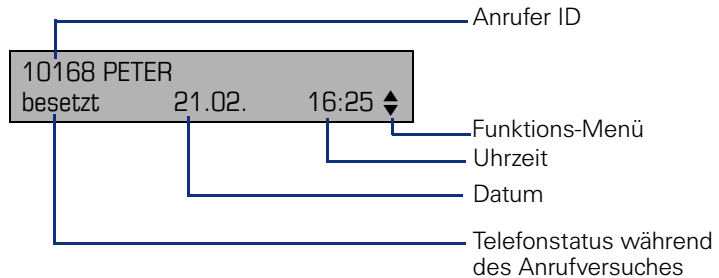 Anrufer ID
10168 PETER
besetzt 21.02. 16:25
Funktions-Menü
Uhrzeit
Datum
Telefonstatus während
des Anrufversuches